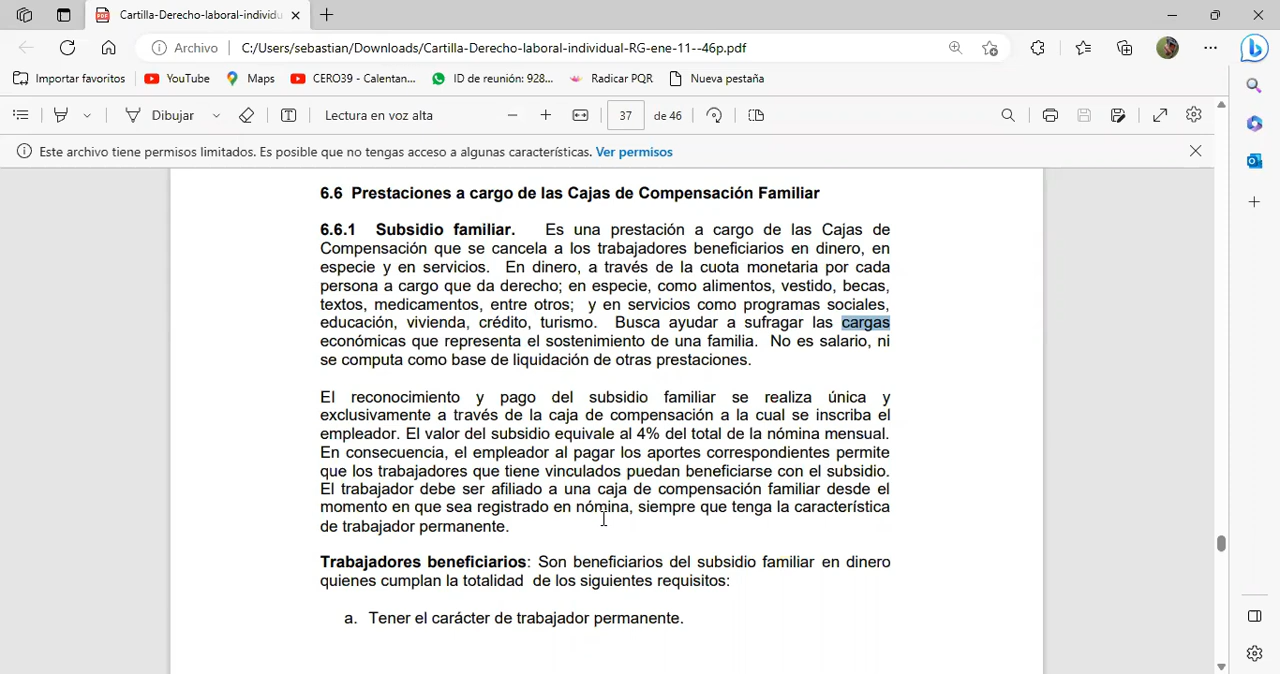 Cartilla-Derecho-laboral-individu
Archivo C:/Users/sebastian/Downloads/Cartilla-Derecho-laboral-individual-RG-ene-11--46p.pdf
Importar favoritos YouTube Maps CERO39 - Calentan... ID de reunión: 928... Radicar PQR Nueva pestaña
Dibujar Lectura en voz alta 37 de 46
Este archivo tiene permisos limitados. Es posible que no tengas acceso a algunas características. Ver permisos
6.6 Prestaciones a cargo de las Cajas de Compensación Familiar
6.6.1 Subsidio familiar. Es una prestación a cargo de las Cajas de
Compensación que se cancela a los trabajadores beneficiarios en dinero, en
especie y en servicios. En dinero, a través de la cuota monetaria por cada
persona a cargo que da derecho; en especie, como alimentos, vestido, becas,
textos, medicamentos, entre otros; y en servicios como programas sociales,
educación, vivienda, crédito, turismo. Busca ayudar a sufragar las cargas
económicas que representa el sostenimiento de una familia. No es salario, ni
se computa como base de liquidación de otras prestaciones.
El reconocimiento y pago del subsidio familiar se realiza única y
exclusivamente a través de la caja de compensación a la cual se inscriba el
empleador. El valor del subsidio equivale al 4% del total de la nómina mensual.
En consecuencia, el empleador al pagar los aportes correspondientes permite
que los trabajadores que tiene vinculados puedan beneficiarse con el subsidio.
El trabajador debe ser afiliado a una caja de compensación familiar desde el
momento en que sea registrado en nómina, siempre que tenga la característica
de trabajador permanente.
Trabajadores beneficiarios: Son beneficiarios del subsidio familiar en dinero
quienes cumplan la totalidad de los siguientes requisitos:
a. Tener el carácter de trabajador permanente.